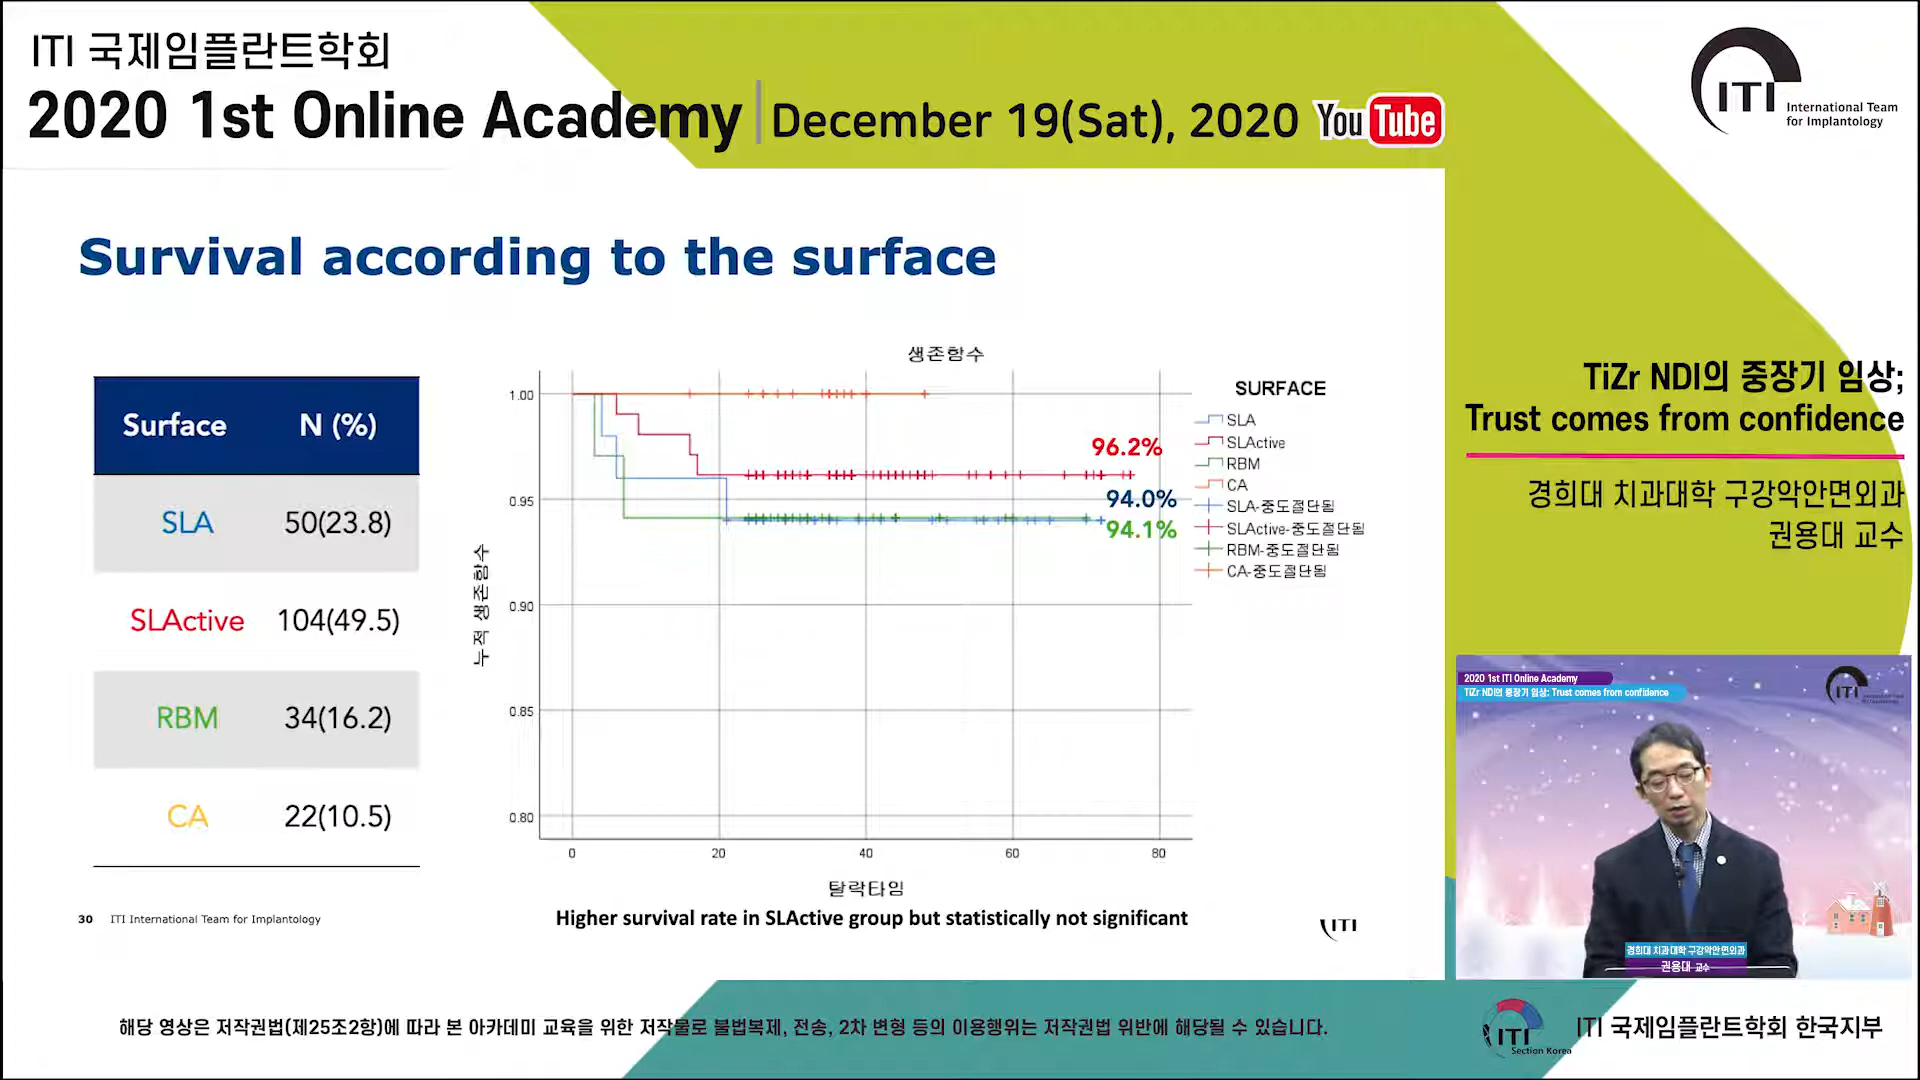 ITI 국제임플란트학회
2020 1st Online Academy
December 19(Sat), 2020
YouTube
ITI
International Team
for Implantology
Survival according to the surface
Surface N (%)
SLA 50(23.8)
SLActive 104(49.5)
RBM 34(16.2)
CA 22(10.5)
생존함수
누적 생존함수
1.00
0.95
0.90
0.85
0.80
0 20 40 60 80
탈락타임
96.2%
94.0%
94.1%
SURFACE
SLA
SLActive
RBM
CA
SLA-중도절단됨
SLActive-중도절단됨
RBM-중도절단됨
CA-중도절단됨
Higher survival rate in SLActive group but statistically not significant
30 ITI International Team for Implantology
ITI
TiZr NDI의 중장기 임상;
Trust comes from confidence
경희대 치과대학 구강악안면외과
권용대 교수
2020 1st ITI Online Academy
TiZr NDI의 중장기 임상: Trust comes from confidence
ITI
경희대 치과대학 구강악안면외과
권용대 교수
해당 영상은 저작권법(제25조2항)에 따라 본 아카데미 교육을 위한 저작물로 불법복제, 전송, 2차 변형 등의 이용행위는 저작권법 위반에 해당될 수 있습니다.
ITI
Section Korea
ITI 국제임플란트학회 한국지부